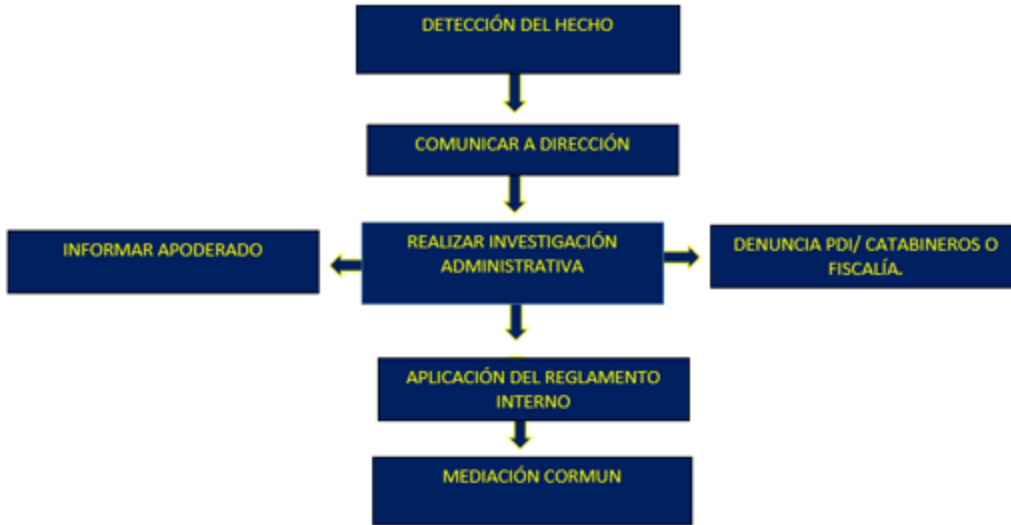 DETECCIÓN DEL HECHO
COMUNICAR A DIRECCIÓN
INFORMAR APODERADO
REALIZAR INVESTIGACIÓN
ADMINISTRATIVA
DENUNCIA PDI/ CATABINEROS O
FISCALÍA.
APLICACIÓN DEL REGLAMENTO
INTERNO
MEDIACIÓN CORMUN